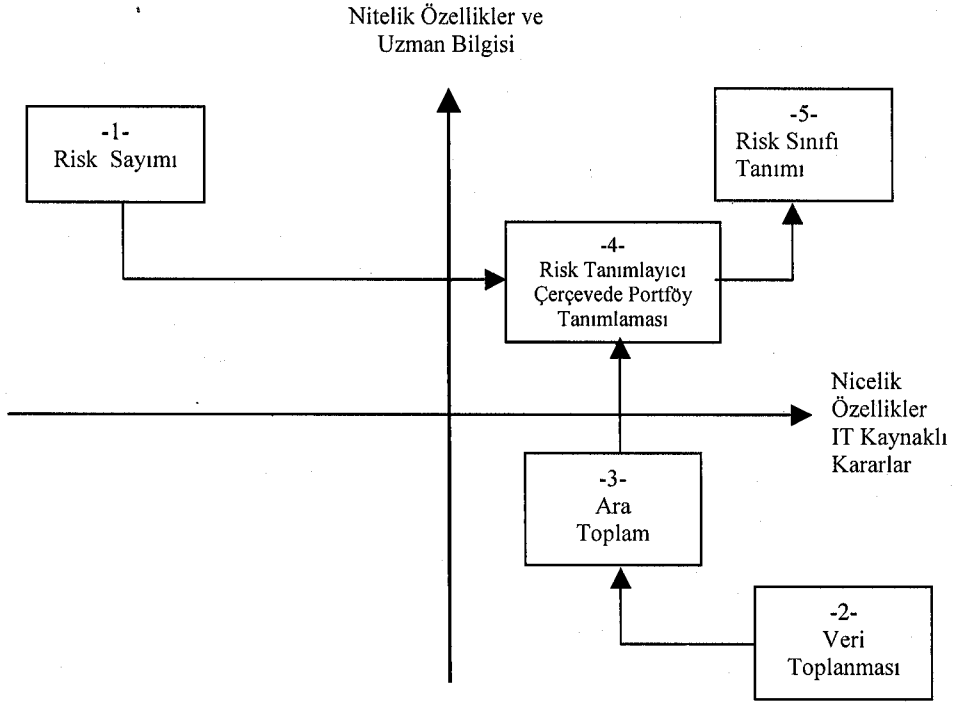 Nitelik Özellikler ve
Uzman Bilgisi
-1-
Risk Sayımı
-5-
Risk Sınıfı
Tanımı
-4-
Risk Tanımlayıcı
Çerçevede Portföy
Tanımlaması
Nicelik
Özellikler
IT Kaynaklı
Kararlar
-3-
Ara
Toplam
-2-
Veri
Toplanması